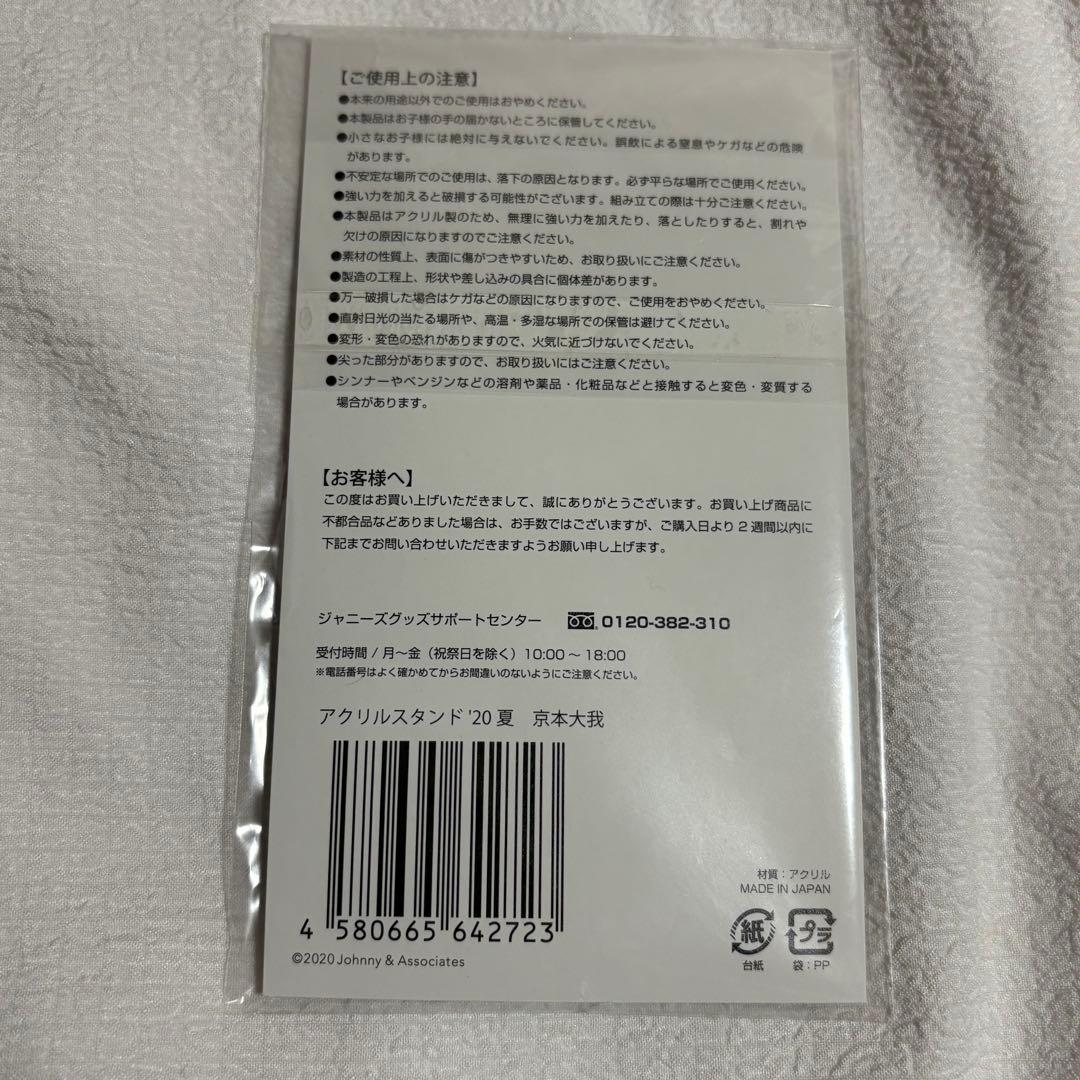 【ご使用上の注意】
●本来の用途以外でのご使用はおやめください。
●本製品はお子様の手の届かないところに保管してください。
●小さなお子様には絶対に与えないでください。誤飲による窒息やケガなどの危険
があります。
●不安定な場所でのご使用は、落下の原因となります。必ず平らな場所でご使用ください。
●強い力を加えると破損する可能性がございます。組み立ての際は十分ご注意ください。
●本製品はアクリル製のため、無理に強い力を加えたり、落としたりすると、割れや
欠けの原因になりますのでご注意ください。
●素材の性質上、表面に傷がつきやすいため、お取り扱いにご注意ください。
●製造の工程上、形状や差し込みの具合に個体差があります。
●万一破損した場合はケガなどの原因になりますので、ご使用をおやめください。
●直射日光の当たる場所や、高温・多湿な場所での保管は避けてください。
●変形・変色の恐れがありますので、火気に近づけないでください。
●尖った部分がありますので、お取り扱いにはご注意ください。
●シンナーやベンジンなどの溶剤や薬品・化粧品などと接触すると変色・変質する
場合があります。
【お客様へ】
この度はお買い上げいただきまして、誠にありがとうございます。お買い上げ商品に
不都合品などありました場合は、お手数ではございますが、ご購入日より2週間以内に
下記までお問い合わせいただきますようお願い申し上げます。
ジャニーズグッズサポートセンター 0120-382-310
受付時間 / 月〜金（祝祭日を除く）10:00 〜 18:00
※電話番号はよく確かめてからお間違いのないようにご注意ください。
アクリルスタンド '20 夏 京本大我
4 580665 642723
©2020 Johnny & Associates
材質：アクリル
MADE IN JAPAN
紙 プラ
台紙 袋：PP